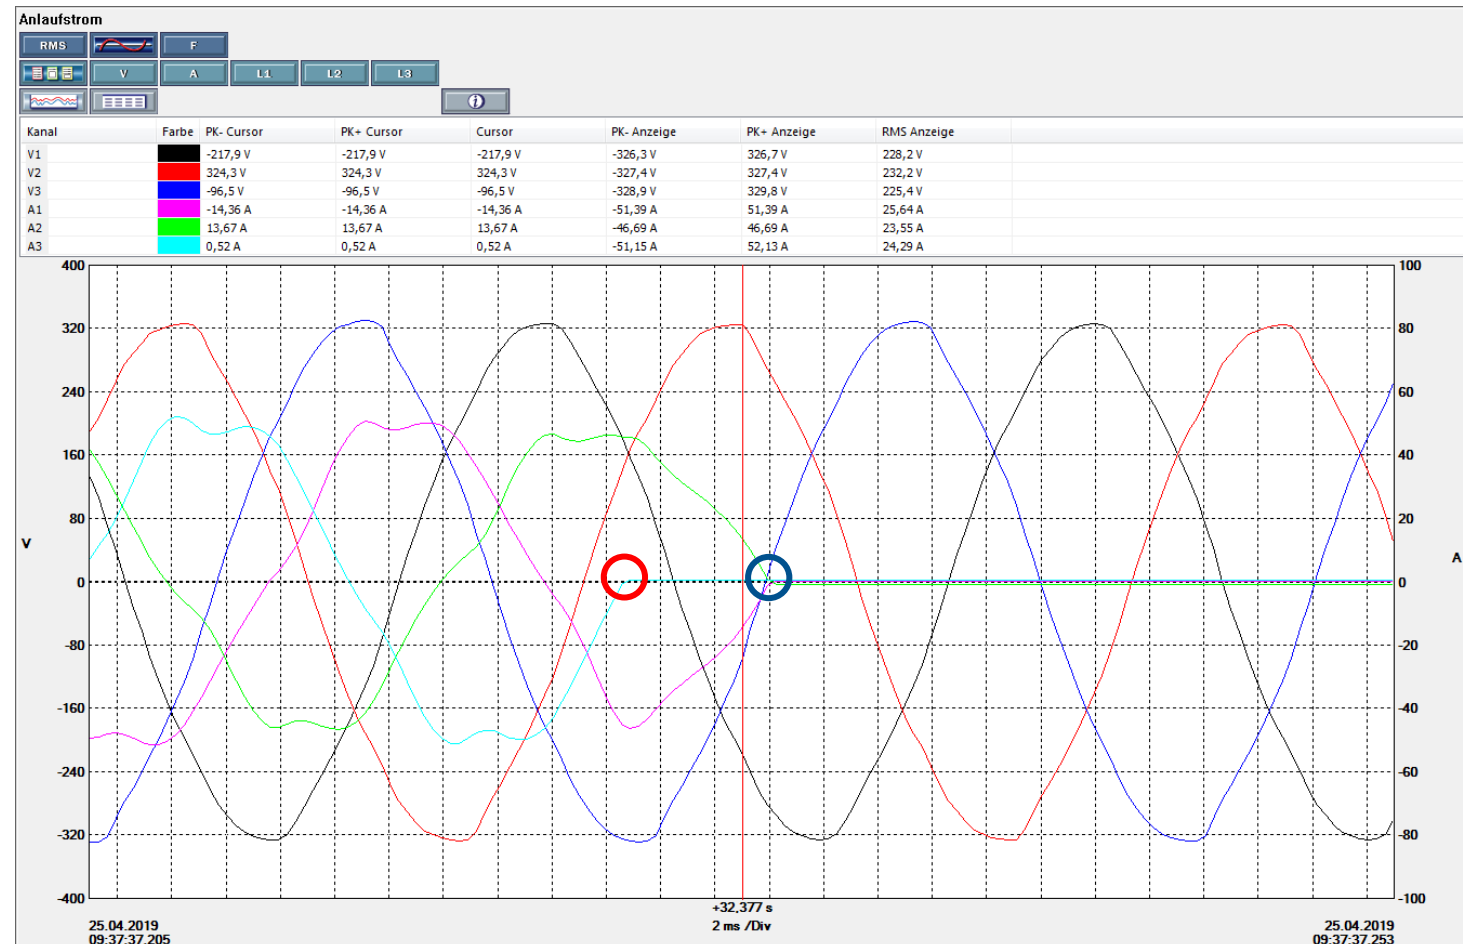 Anlaufstrom
RMS F
V A L1 L2 L3
i
Kanal Farbe PK- Cursor PK+ Cursor Cursor PK- Anzeige PK+ Anzeige RMS Anzeige
V1 -217,9 V -217,9 V -217,9 V -326,3 V 326,7 V 228,2 V
V2 324,3 V 324,3 V 324,3 V -327,4 V 327,4 V 232,2 V
V3 -96,5 V -96,5 V -96,5 V -328,9 V 329,8 V 225,4 V
A1 -14,36 A -14,36 A -14,36 A -51,39 A 51,39 A 25,64 A
A2 13,67 A 13,67 A 13,67 A -46,69 A 46,69 A 23,55 A
A3 0,52 A 0,52 A 0,52 A -51,15 A 52,13 A 24,29 A
400 100
320 80
240 60
160 40
80 20
V A
0 0
-80 -20
-160 -40
-240 -60
-320 -80
-400 -100
+32,377 s
25.04.2019 2 ms /Div 25.04.2019
09:37:37.205 09:37:37.253